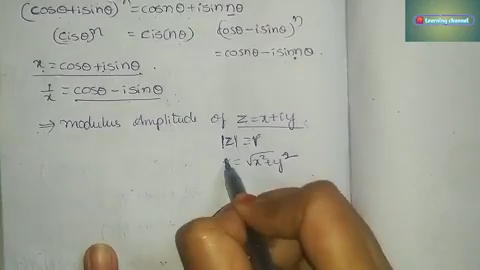 (cosθ+isinθ)ⁿ = cosnθ+isinnθ
(cisθ)ⁿ = cis(nθ) (cosθ-isinθ)ⁿ
= cosnθ-isinnθ.
x = cosθ+isinθ.
1/x = cosθ-isinθ
⇒ modulus Amplitude of z=x+iy
|z| = r
= √x²+y²
Learning channel